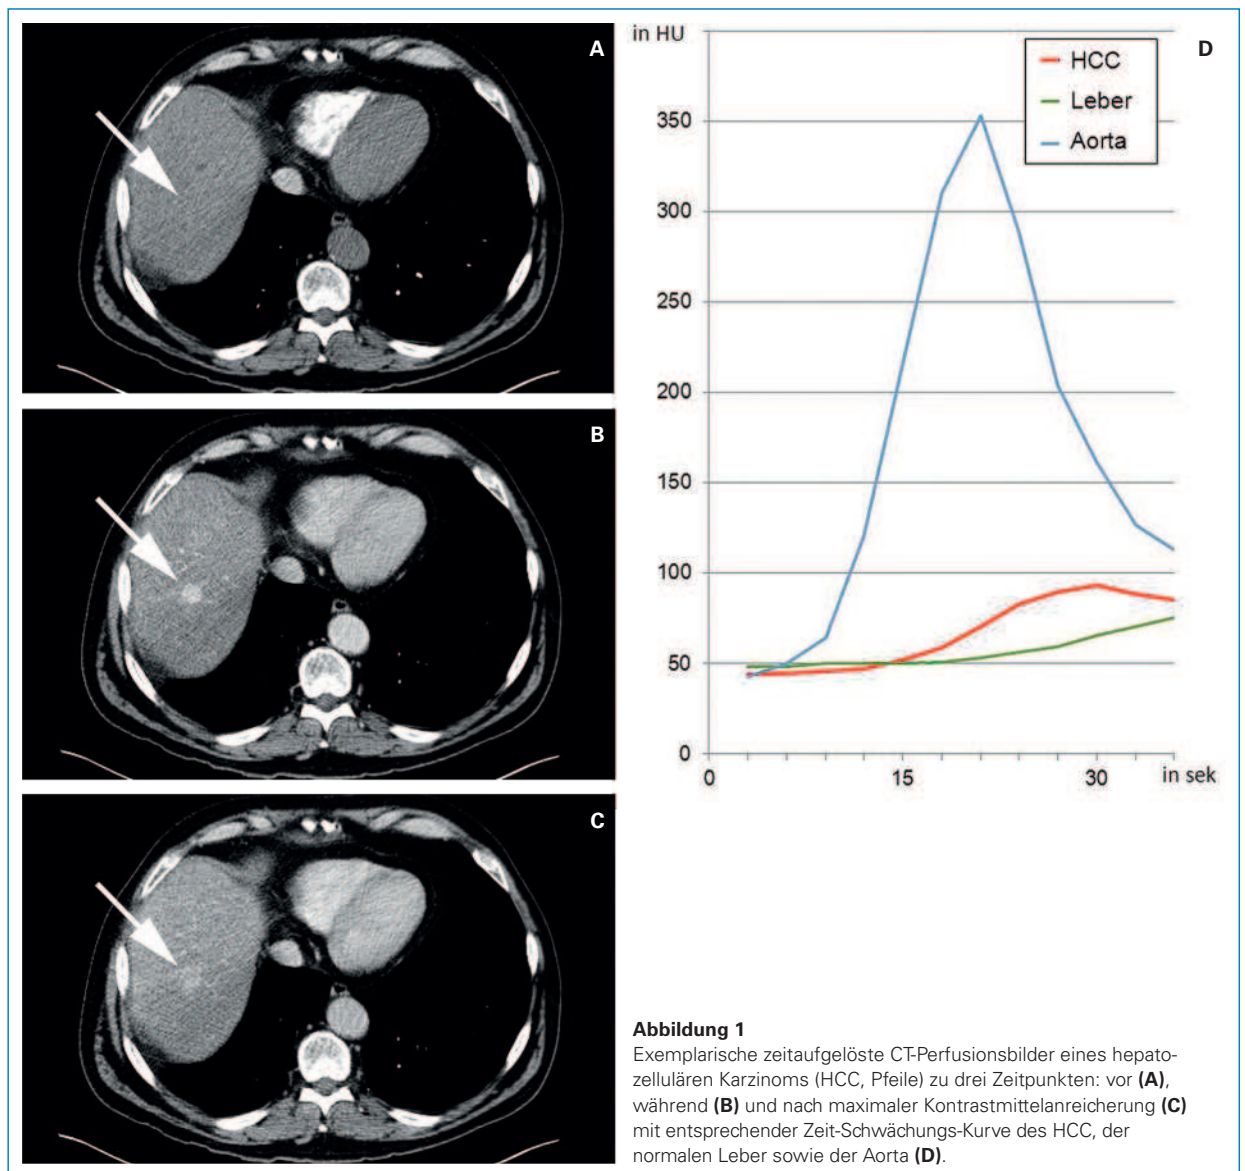 A
B
C
in HU
D
HCC
Leber
Aorta
350
300
250
200
150
100
50
0
0 15 30 in sek
Abbildung 1
Exemplarische zeitaufgelöste CT-Perfusionsbilder eines hepato-
zellulären Karzinoms (HCC, Pfeile) zu drei Zeitpunkten: vor (A),
während (B) und nach maximaler Kontrastmittelanreicherung (C)
mit entsprechender Zeit-Schwächungs-Kurve des HCC, der
normalen Leber sowie der Aorta (D).